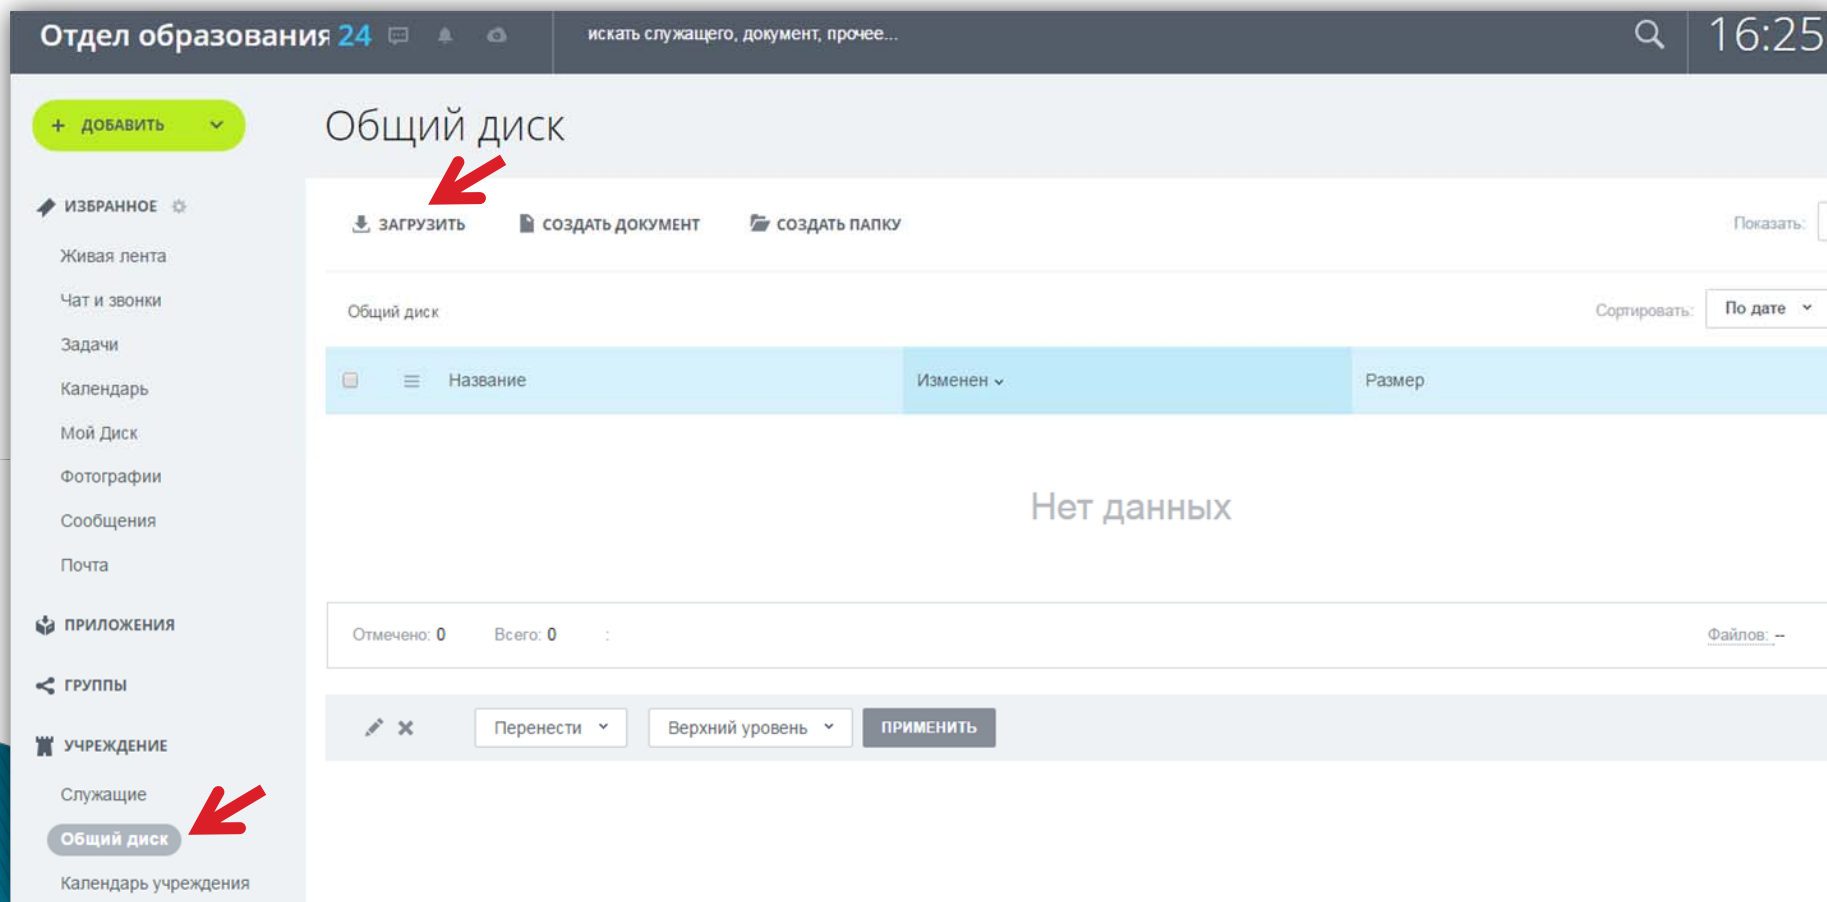 Отдел образования 24
искать служащего, документ, прочее...
16:25
+ ДОБАВИТЬ
Общий диск
ИЗБРАННОЕ
Живая лента
Чат и звонки
Задачи
Календарь
Мой Диск
Фотографии
Сообщения
Почта
ПРИЛОЖЕНИЯ
ГРУППЫ
УЧРЕЖДЕНИЕ
Служащие
Общий диск
Календарь учреждения
ЗАГРУЗИТЬ СОЗДАТЬ ДОКУМЕНТ СОЗДАТЬ ПАПКУ Показать:
Общий диск Сортировать: По дате
Название Изменен Размер
Нет данных
Отмечено: 0 Всего: 0 : Файлов: --
Перенести Верхний уровень ПРИМЕНИТЬ